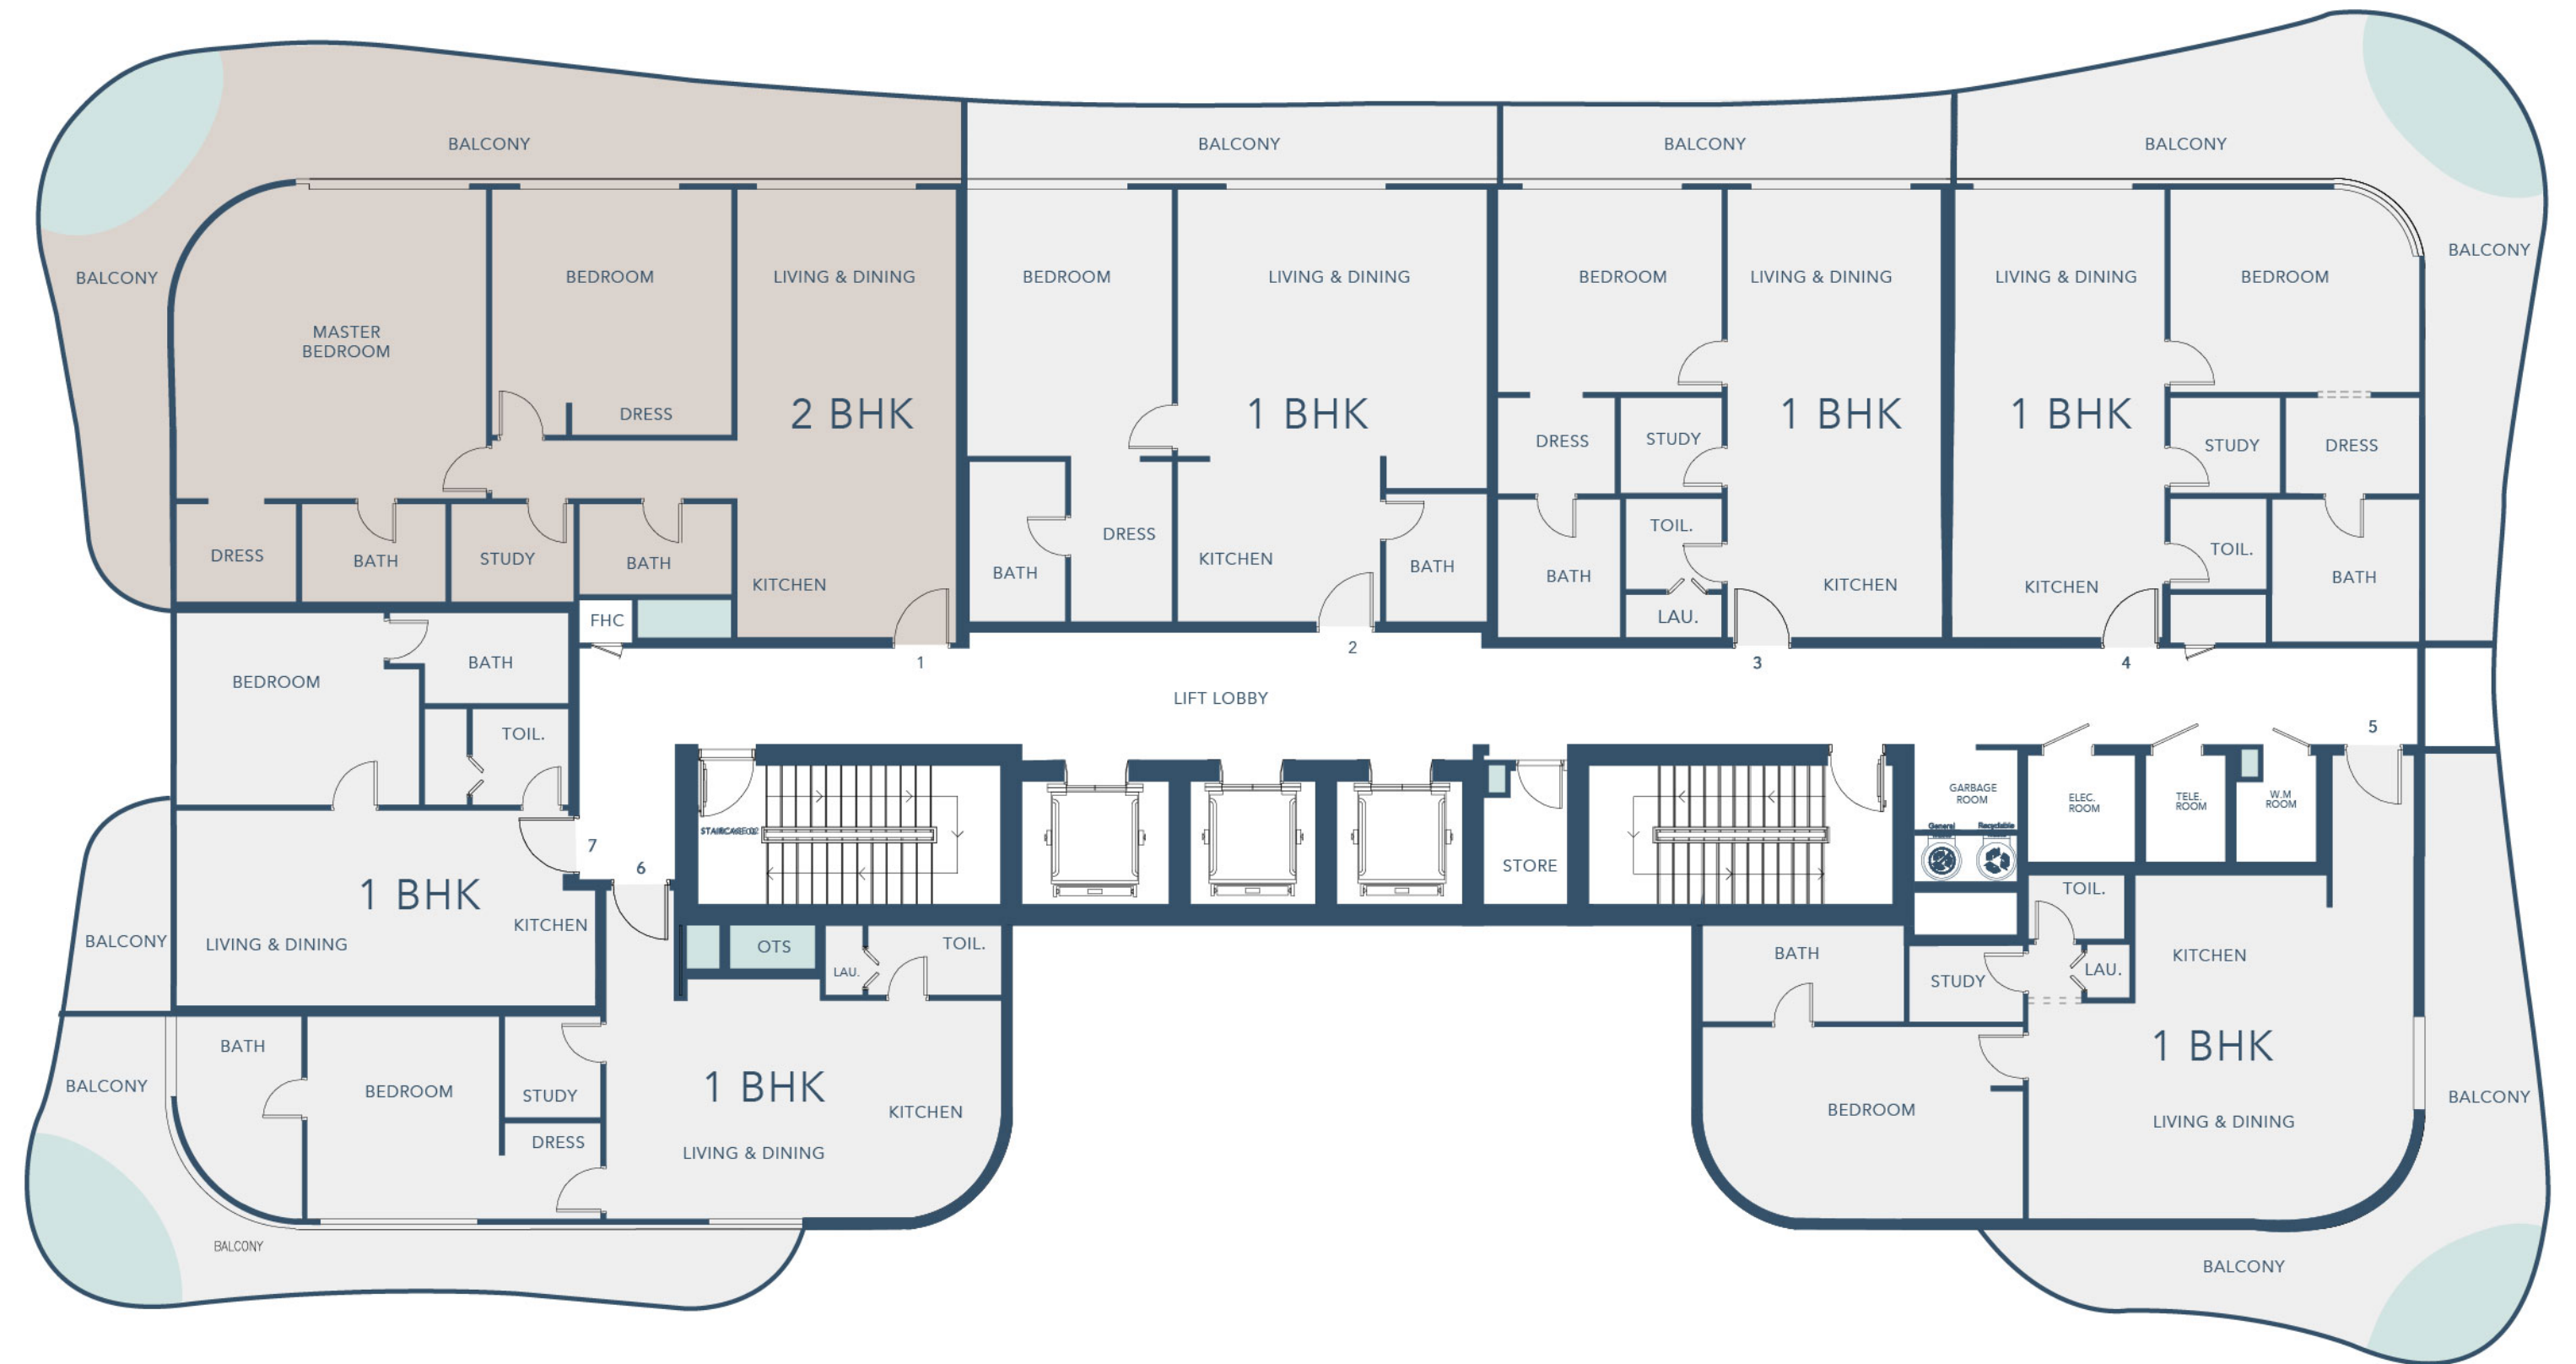 BALCONY
BALCONY
BALCONY
BALCONY
BALCONY
BALCONY
MASTER
BEDROOM
BEDROOM
DRESS
LIVING & DINING
2 BHK
DRESS
BATH
STUDY
BATH
KITCHEN
FHC
1
BEDROOM
LIVING & DINING
1 BHK
DRESS
BATH
KITCHEN
BATH
2
BEDROOM
LIVING & DINING
1 BHK
DRESS
STUDY
TOIL.
BATH
LAU.
KITCHEN
3
LIVING & DINING
BEDROOM
1 BHK
STUDY
DRESS
TOIL.
BATH
KITCHEN
4
LIFT LOBBY
BEDROOM
BATH
TOIL.
7
6
1 BHK
KITCHEN
LIVING & DINING
BALCONY
STORE
GARBAGE
ROOM
General
Recyclable
ELEC.
ROOM
TELE.
ROOM
W.M
ROOM
5
OTS
LAU.
TOIL.
BATH
BEDROOM
STUDY
DRESS
1 BHK
KITCHEN
LIVING & DINING
BALCONY
BALCONY
TOIL.
BATH
STUDY
LAU.
KITCHEN
1 BHK
BEDROOM
LIVING & DINING
BALCONY
BALCONY